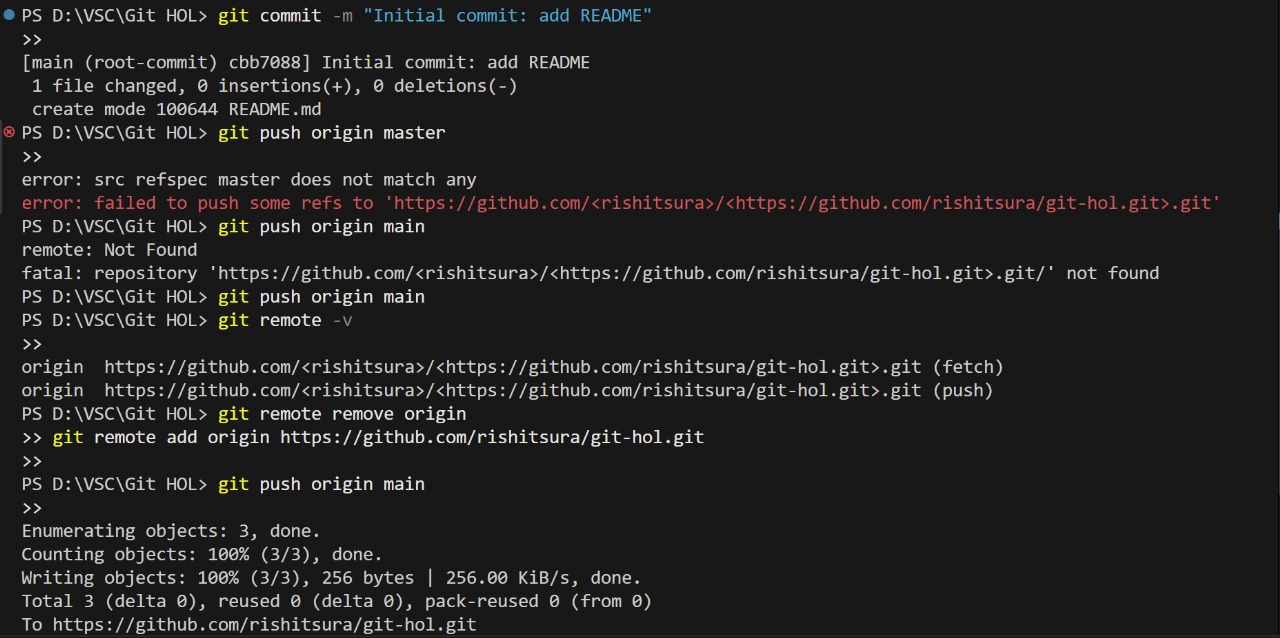 PS D:\VSC\Git HOL> git commit -m "Initial commit: add README"
>>
[main (root-commit) cbb7088] Initial commit: add README
 1 file changed, 0 insertions(+), 0 deletions(-)
 create mode 100644 README.md
PS D:\VSC\Git HOL> git push origin master
>>
error: src refspec master does not match any
error: failed to push some refs to 'https://github.com/<rishitsura>/<https://github.com/rishitsura/git-hol.git>.git'
PS D:\VSC\Git HOL> git push origin main
remote: Not Found
fatal: repository 'https://github.com/<rishitsura>/<https://github.com/rishitsura/git-hol.git>.git/' not found
PS D:\VSC\Git HOL> git push origin main
PS D:\VSC\Git HOL> git remote -v
>>
origin  https://github.com/<rishitsura>/<https://github.com/rishitsura/git-hol.git>.git (fetch)
origin  https://github.com/<rishitsura>/<https://github.com/rishitsura/git-hol.git>.git (push)
PS D:\VSC\Git HOL> git remote remove origin
>> git remote add origin https://github.com/rishitsura/git-hol.git
>>
PS D:\VSC\Git HOL> git push origin main
>>
Enumerating objects: 3, done.
Counting objects: 100% (3/3), done.
Writing objects: 100% (3/3), 256 bytes | 256.00 KiB/s, done.
Total 3 (delta 0), reused 0 (delta 0), pack-reused 0 (from 0)
To https://github.com/rishitsura/git-hol.git